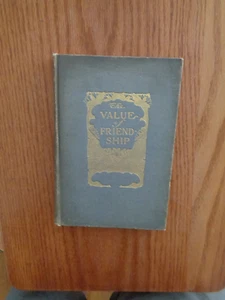 The
VALUE
of
FRIEND
SHIP